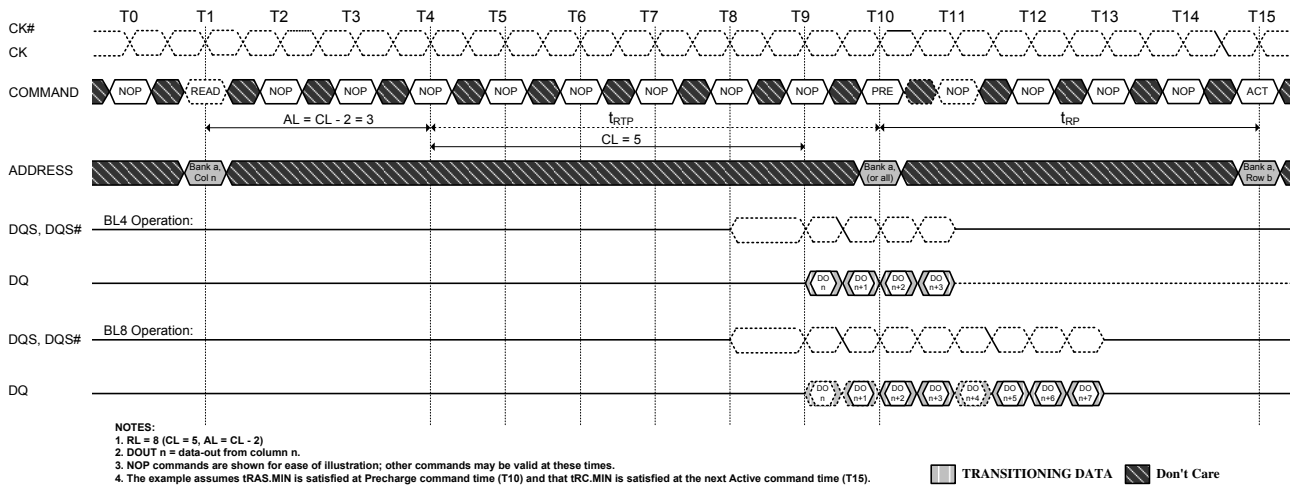 T0 T1 T2 T3 T4 T5 T6 T7 T8 T9 T10 T11 T12 T13 T14 T15
CK#
CK
COMMAND NOP READ NOP NOP NOP NOP NOP NOP NOP NOP PRE NOP NOP NOP NOP ACT
AL = CL - 2 = 3 tRTP tRP
CL = 5
ADDRESS Bank a, Col n Bank a, (or all) Bank a, Row b
BL4 Operation:
DQS, DQS#
DQ DO n DO n+1 DO n+2 DO n+3
BL8 Operation:
DQS, DQS#
DQ DO n DO n+1 DO n+2 DO n+3 DO n+4 DO n+5 DO n+6 DO n+7
NOTES:
1. RL = 8 (CL = 5, AL = CL - 2)
2. DOUT n = data-out from column n.
3. NOP commands are shown for ease of illustration; other commands may be valid at these times.
4. The example assumes tRAS.MIN is satisfied at Precharge command time (T10) and that tRC.MIN is satisfied at the next Active command time (T15).
TRANSITIONING DATA Don't Care